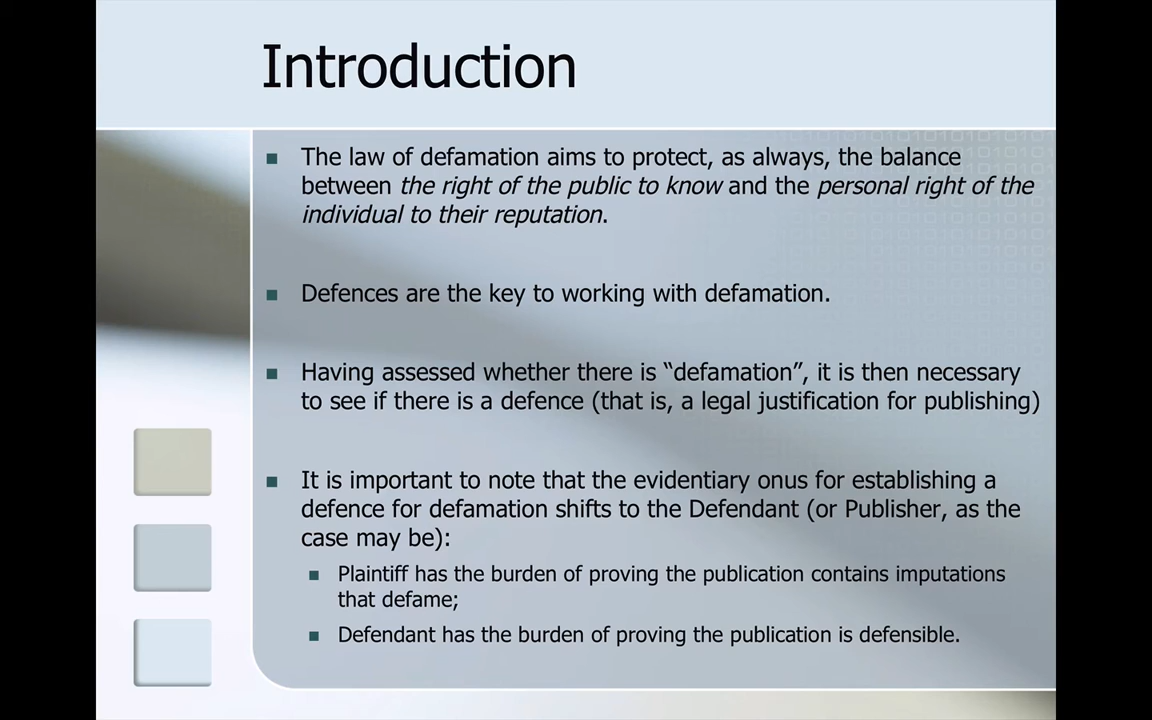 Introduction
The law of defamation aims to protect, as always, the balance
between the right of the public to know and the personal right of the
individual to their reputation.
Defences are the key to working with defamation.
Having assessed whether there is “defamation”, it is then necessary
to see if there is a defence (that is, a legal justification for publishing)
It is important to note that the evidentiary onus for establishing a
defence for defamation shifts to the Defendant (or Publisher, as the
case may be):
Plaintiff has the burden of proving the publication contains imputations
that defame;
Defendant has the burden of proving the publication is defensible.